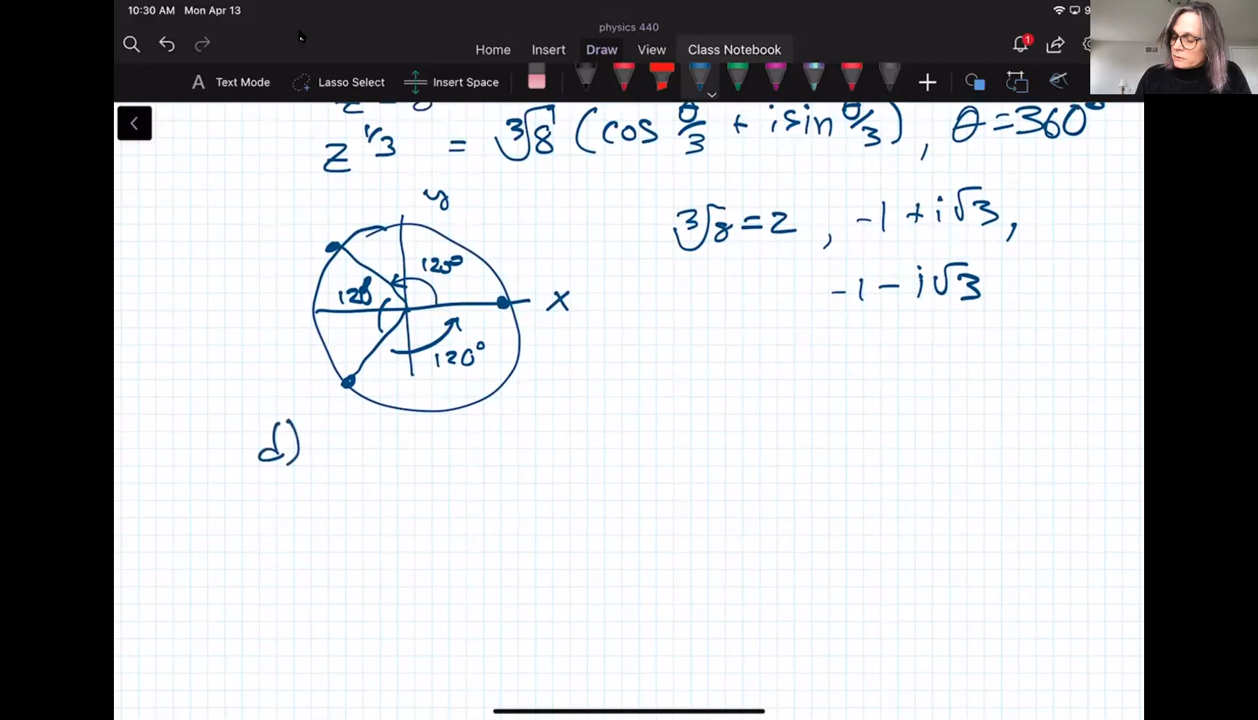 10:30 AM Mon Apr 13
physics 440
Home Insert Draw View Class Notebook
1
A Text Mode Lasso Select Insert Space
z^1/3 = ∛8 (cos θ/3 + i sin θ/3), θ = 360°
y
∛8 = 2, -1 + i√3,
120°
-1 - i√3
120
x
120°
d)